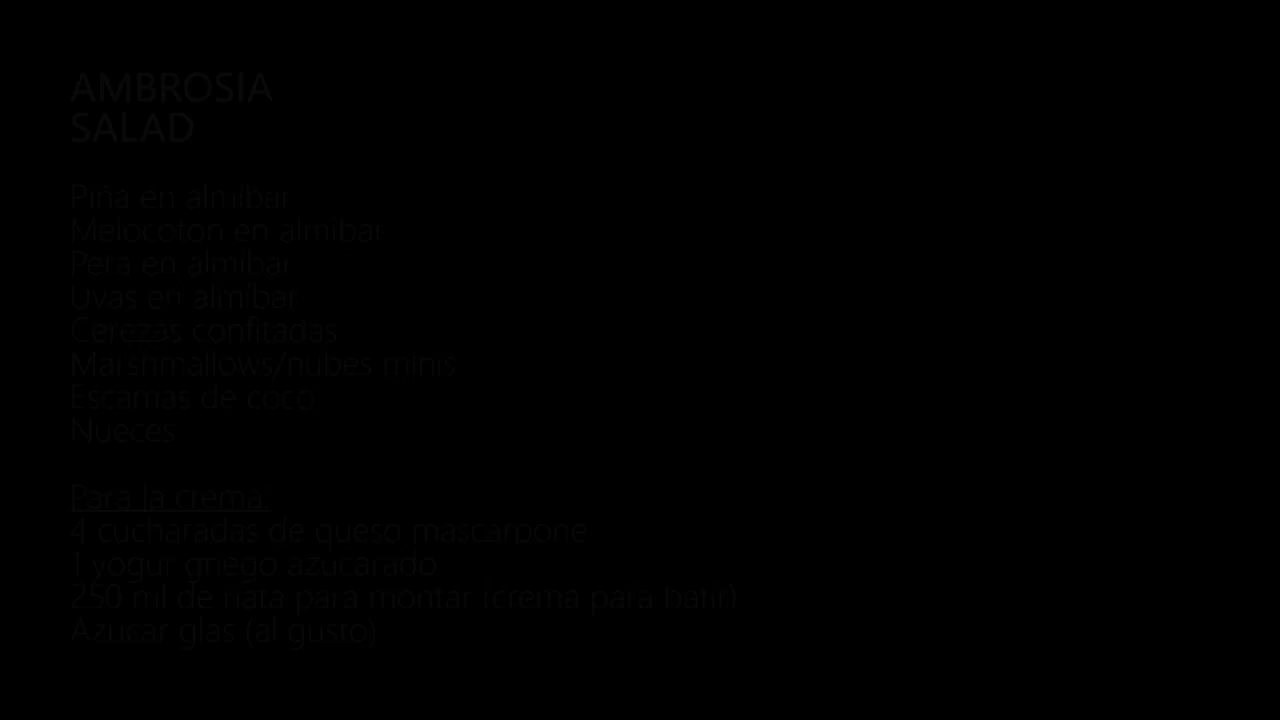 AMBROSIA
SALAD
Piña en almíbar
Melocotón en almíbar
Pera en almíbar
Uvas en almíbar
Cerezas confitadas
Marshmallows/nubes minis
Escamas de coco
Nueces
Para la crema:
4 cucharadas de queso mascarpone
1 yogur griego azucarado
250 ml de nata para montar (crema para batir)
Azúcar glas (al gusto)